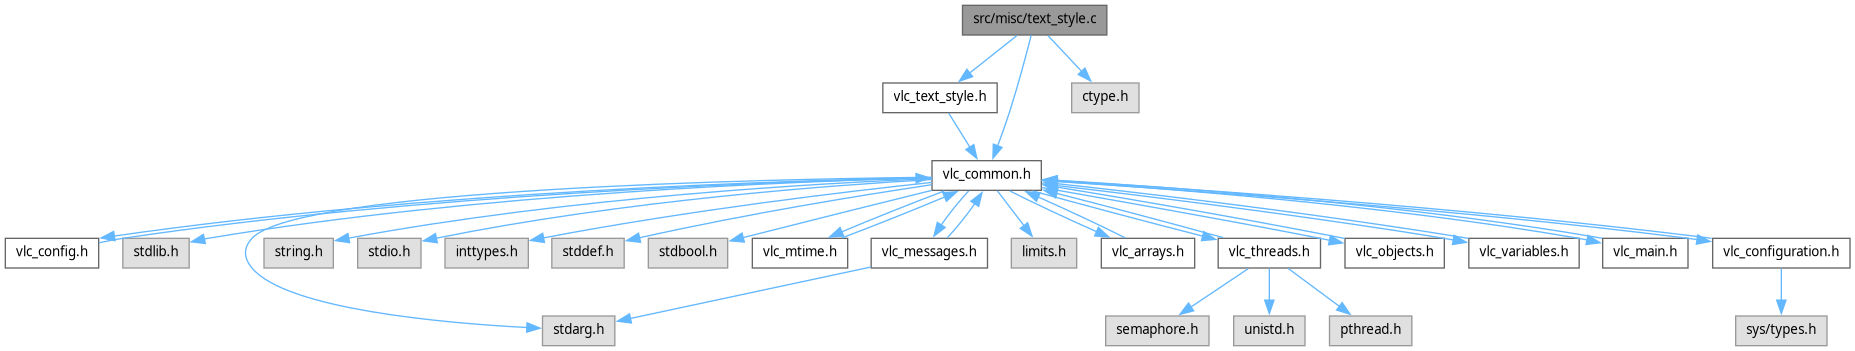 src/misc/text_style.c
vlc_text_style.h
ctype.h
vlc_common.h
vlc_config.h
stdlib.h
string.h
stdio.h
inttypes.h
stddef.h
stdbool.h
vlc_mtime.h
vlc_messages.h
limits.h
vlc_arrays.h
vlc_threads.h
vlc_objects.h
vlc_variables.h
vlc_main.h
vlc_configuration.h
stdarg.h
semaphore.h
unistd.h
pthread.h
sys/types.h